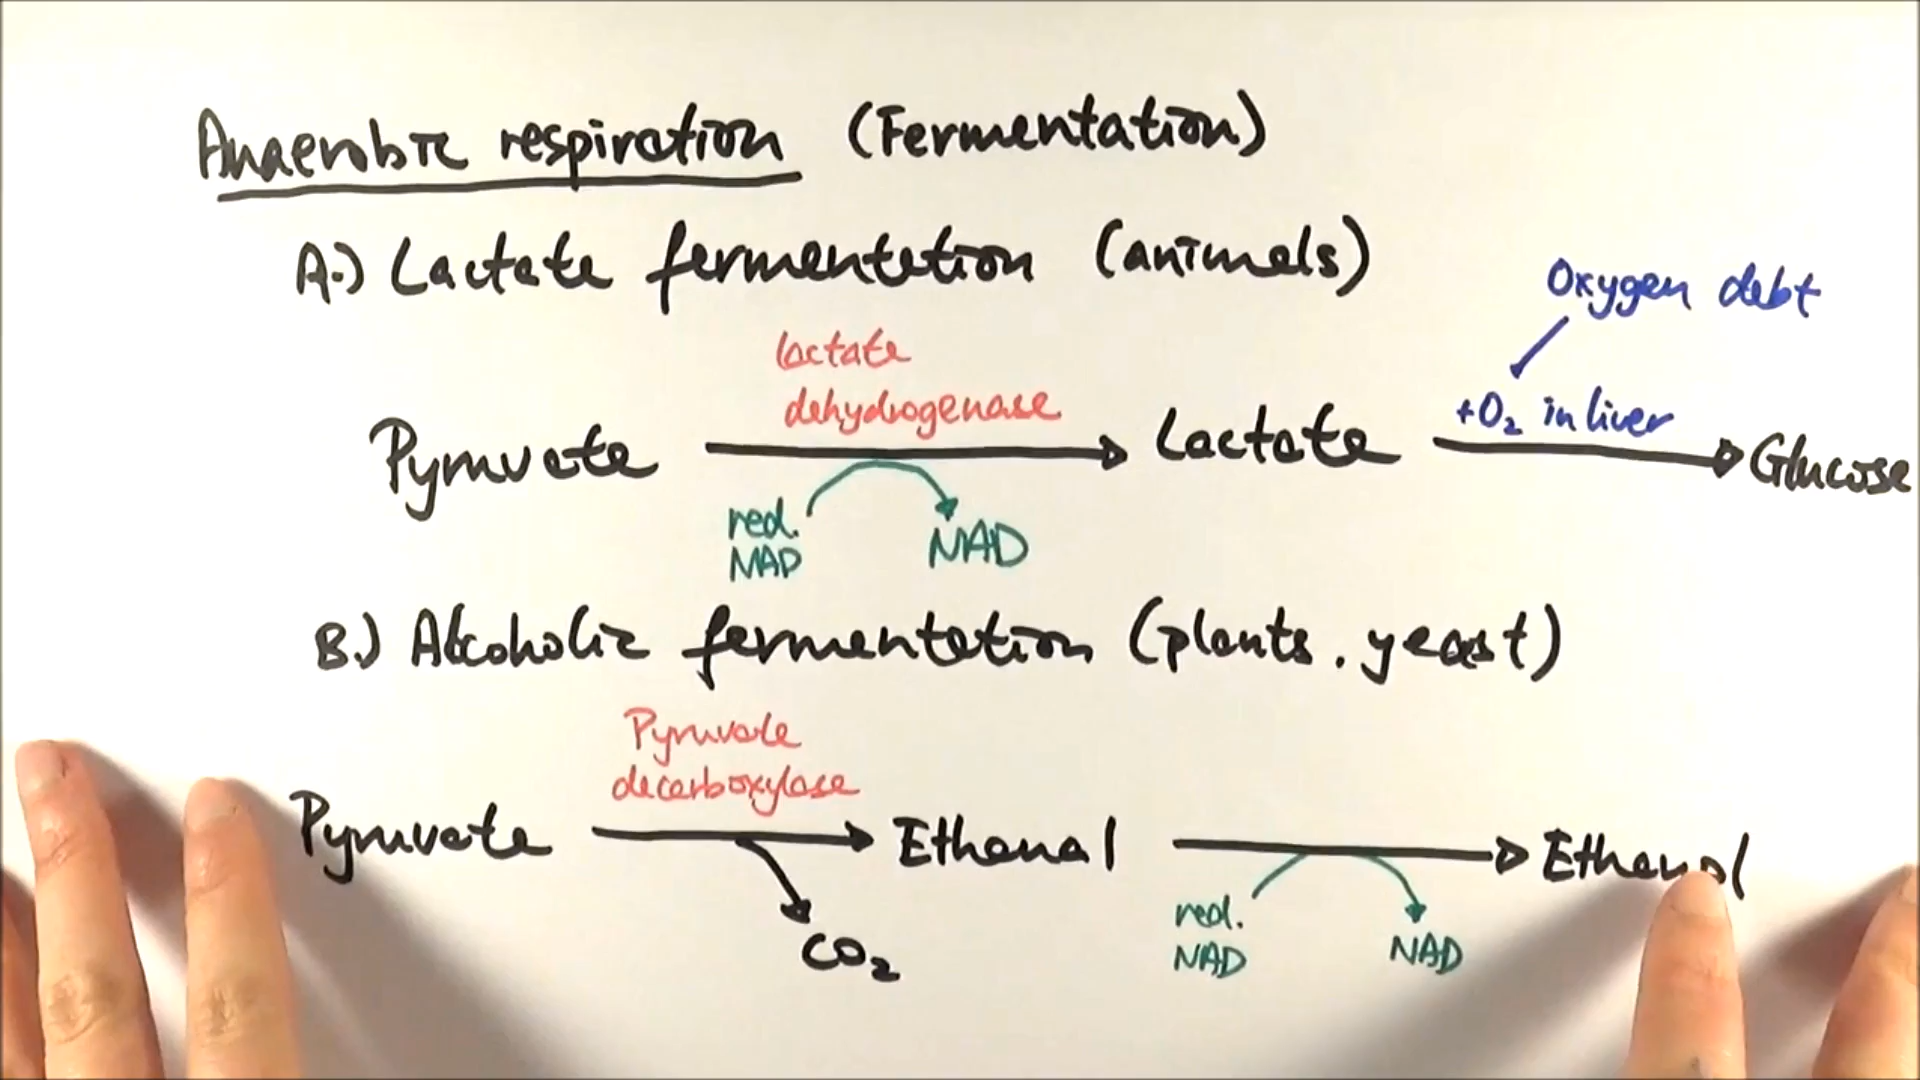 Anaerobic respiration (Fermentation)
A.) Lactate fermentation (animals)
Oxygen debt
lactate
dehydrogenase
+O₂ in liver
Pyruvate Lactate Glucose
red.
NAD
NAD
B.) Alcoholic fermentation (plants, yeast)
Pyruvate
decarboxylase
Pyruvate Ethanal Ethanol
CO₂
red.
NAD
NAD